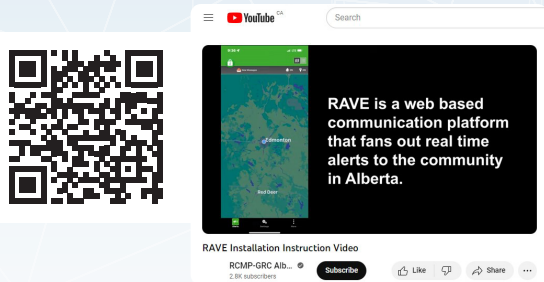 YouTube CA
Search
Edmonton
Red Deer
RAVE is a web based
communication platform
that fans out real time
alerts to the community
in Alberta.
RAVE Installation Instruction Video
RCMP-GRC Alb...
2.8K subscribers
Subscribe
Like
Share